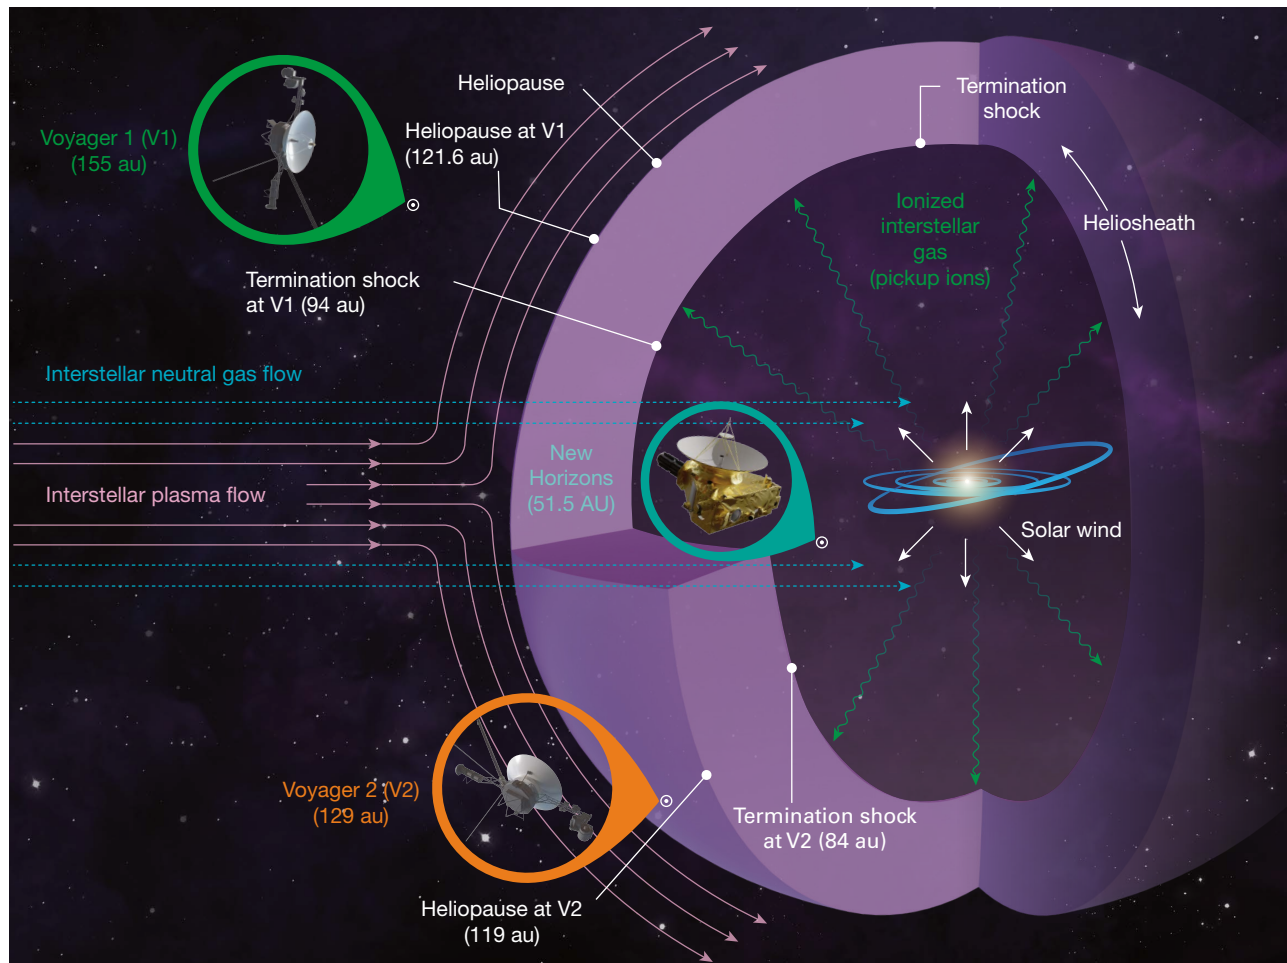 Heliopause
Termination
shock
Voyager 1 (V1)
(155 au)
Heliopause at V1
(121.6 au)
Ionized
interstellar
gas
(pickup ions)
Heliosheath
Termination shock
at V1 (94 au)
Interstellar neutral gas flow
New
Horizons
(51.5 AU)
Interstellar plasma flow
Solar wind
Voyager 2 (V2)
(129 au)
Termination shock
at V2 (84 au)
Heliopause at V2
(119 au)